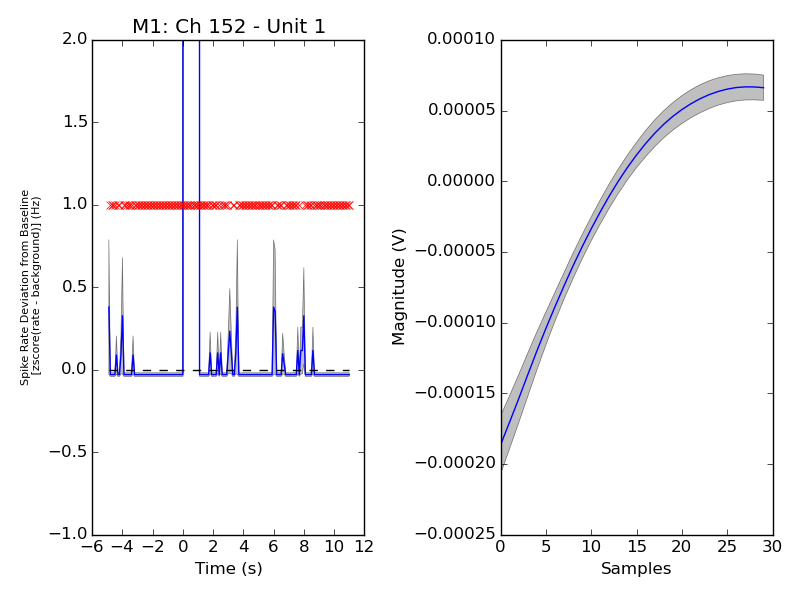 M1: Ch 152 - Unit 1
2.0
1.5
1.0
0.5
0.0
−0.5
−1.0
−6 −4 −2 0 2 4 6 8 10 12
Time (s)
Spike Rate Deviation from Baseline
[zscore(rate - background)] (Hz)
0.00010
0.00005
0.00000
−0.00005
−0.00010
−0.00015
−0.00020
−0.00025
0 5 10 15 20 25 30
Samples
Magnitude (V)